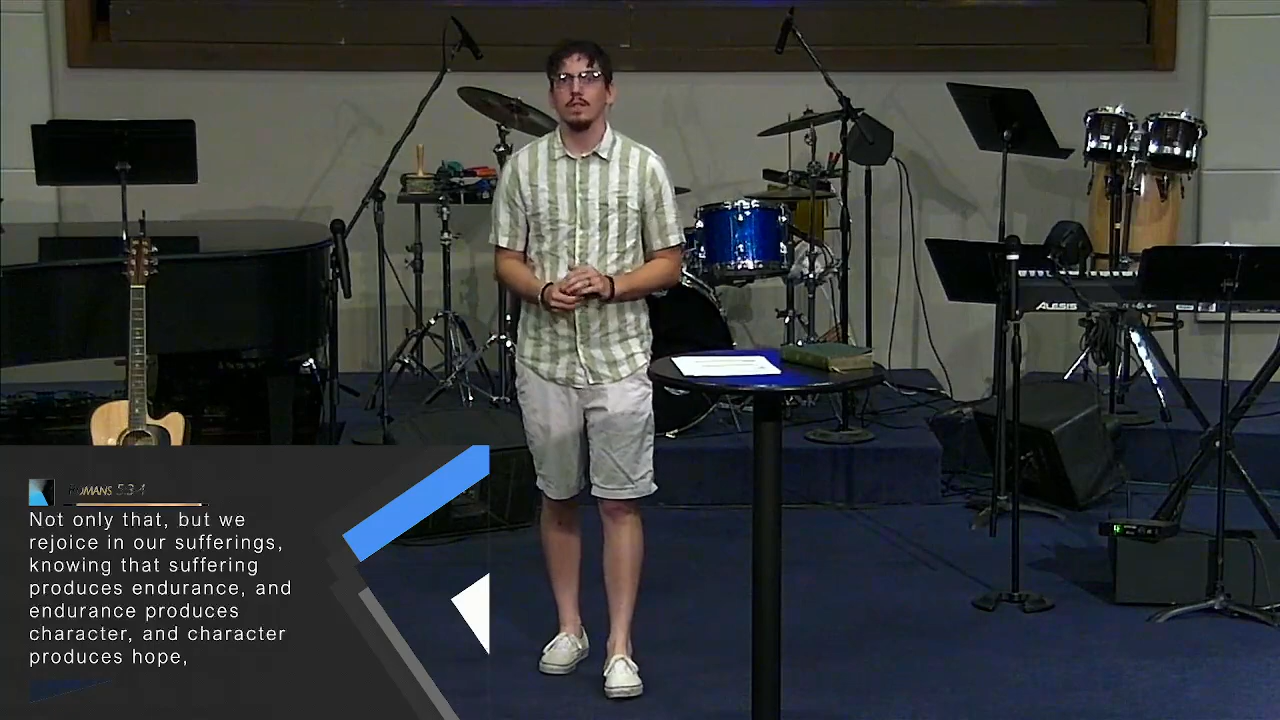 ROMANS 5:3-4
Not only that, but we
rejoice in our sufferings,
knowing that suffering
produces endurance, and
endurance produces
character, and character
produces hope,
ALESIS